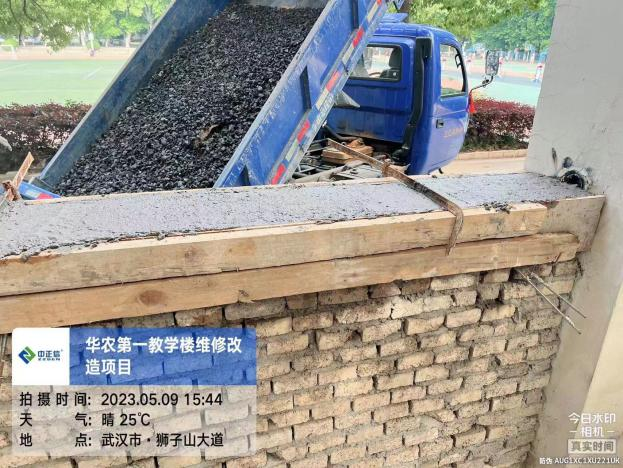 中正信
华农第一教学楼维修改
造项目
拍摄时间: 2023.05.09 15:44
天 气: 晴 25℃
地 点: 武汉市·狮子山大道
今日水印
相机
真实时间
防伪 AUG1XC1XU221UK